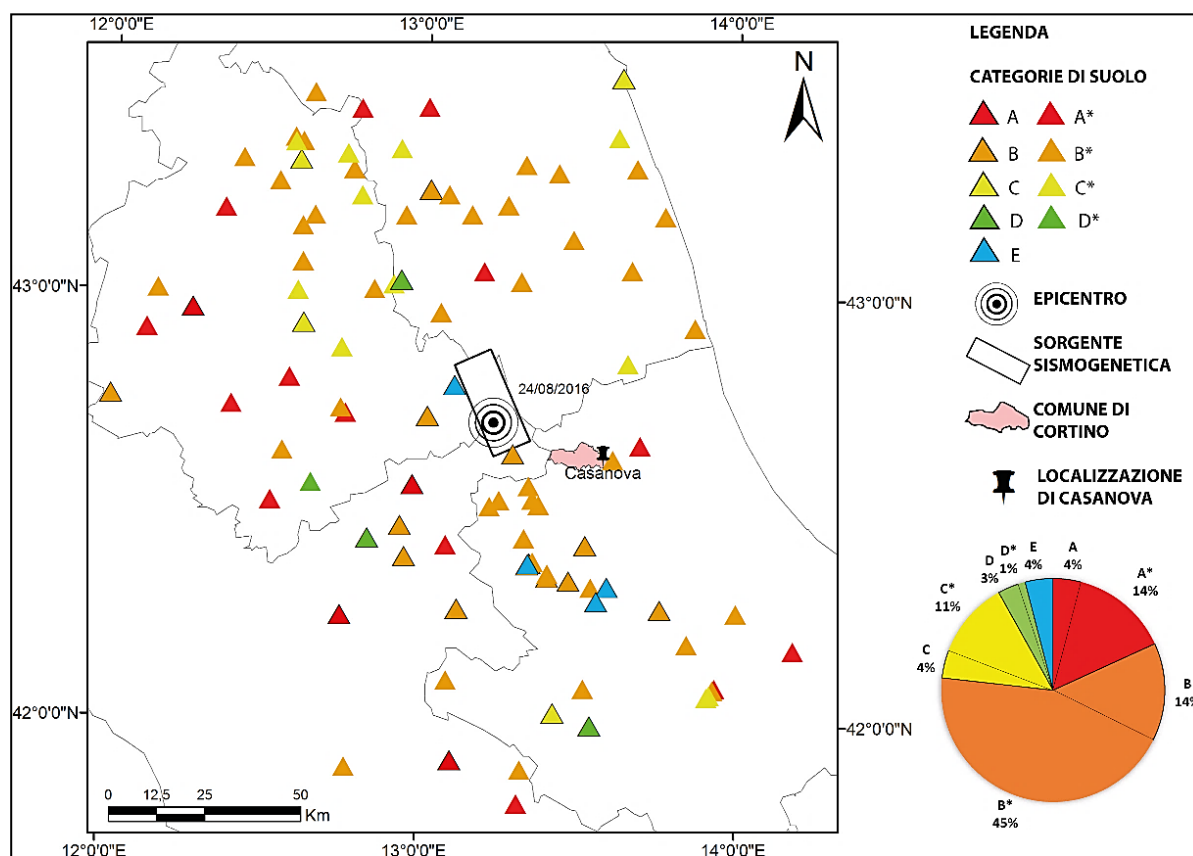 12°0'0"E 13°0'0"E 14°0'0"E
N
43°0'0"N
43°0'0"N
24/08/2016
Casanova
42°0'0"N
42°0'0"N
0 12,5 25 50
Km
12°0'0"E 13°0'0"E 14°0'0"E
LEGENDA
CATEGORIE DI SUOLO
A A*
B B*
C C*
D D*
E
EPICENTRO
SORGENTE
SISMOGENETICA
COMUNE DI
CORTINO
LOCALIZZAZIONE
DI CASANOVA
D
3%
D*
1%
E
4%
A
4%
A*
14%
B
14%
B*
45%
C
4%
C*
11%